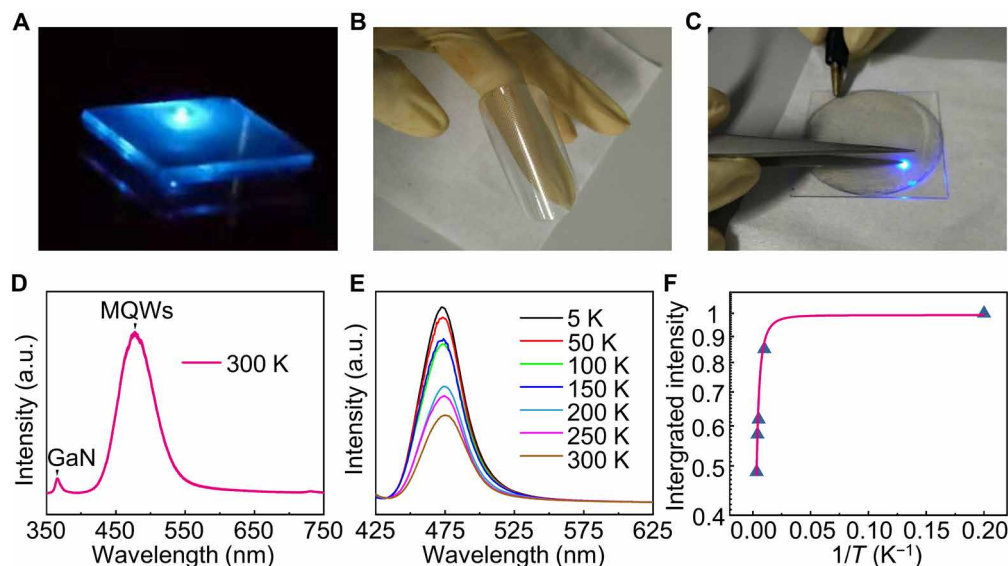 A
B
C
D
MQWs
300 K
GaN
Intensity (a.u.)
350 450 550 650 750
Wavelength (nm)
E
5 K
50 K
100 K
150 K
200 K
250 K
300 K
Intensity (a.u.)
425 475 525 575 625
Wavelength (nm)
F
1
0.9
0.8
0.7
0.6
0.5
0.4
Intergrated intensity
0.00 0.05 0.10 0.15 0.20
1/T (K⁻¹)